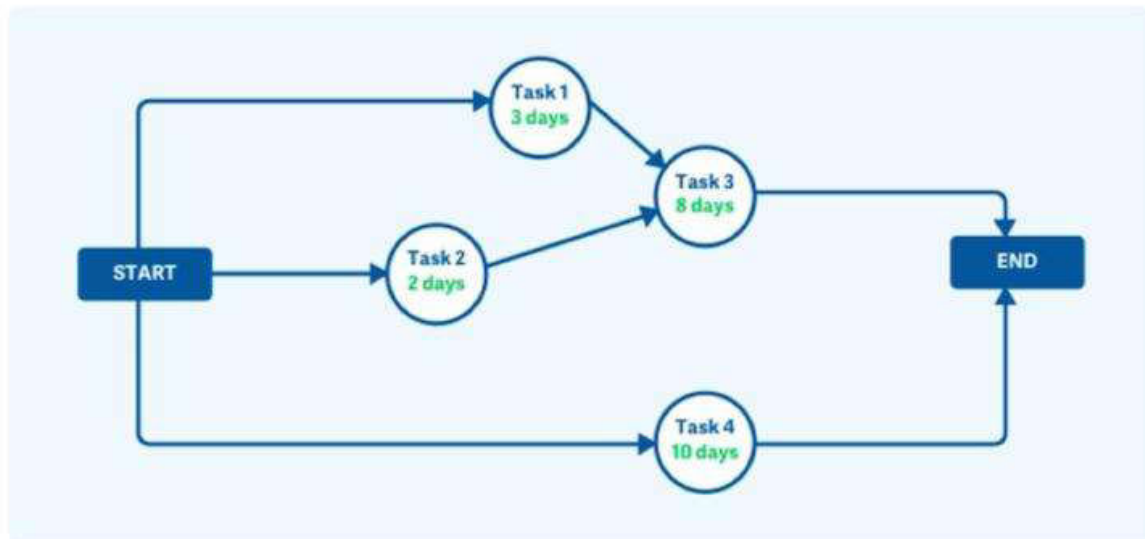 Task 1
3 days
Task 3
8 days
START
Task 2
2 days
END
Task 4
10 days